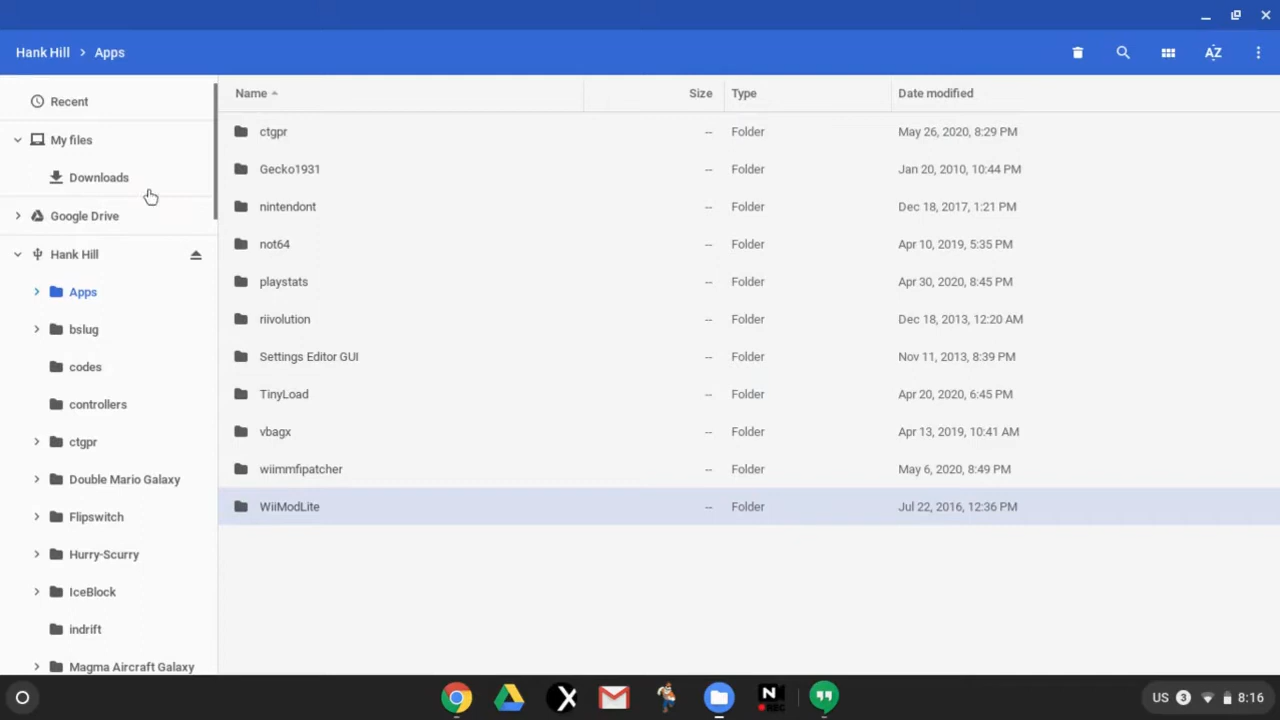 Hank Hill > Apps
AZ
Recent
My files
Downloads
Google Drive
Hank Hill
Apps
bslug
codes
controllers
ctgpr
Double Mario Galaxy
Flipswitch
Hurry-Scurry
IceBlock
indrift
Magma Aircraft Galaxy
Name Size Type Date modified
ctgpr -- Folder May 26, 2020, 8:29 PM
Gecko1931 -- Folder Jan 20, 2010, 10:44 PM
nintendont -- Folder Dec 18, 2017, 1:21 PM
not64 -- Folder Apr 10, 2019, 5:35 PM
playstats -- Folder Apr 30, 2020, 8:45 PM
riivolution -- Folder Dec 18, 2013, 12:20 AM
Settings Editor GUI -- Folder Nov 11, 2013, 8:39 PM
TinyLoad -- Folder Apr 20, 2020, 6:45 PM
vbagx -- Folder Apr 13, 2019, 10:41 AM
wiimmfipatcher -- Folder May 6, 2020, 8:49 PM
WiiModLite -- Folder Jul 22, 2016, 12:36 PM
X
N
REC
US 3 8:16